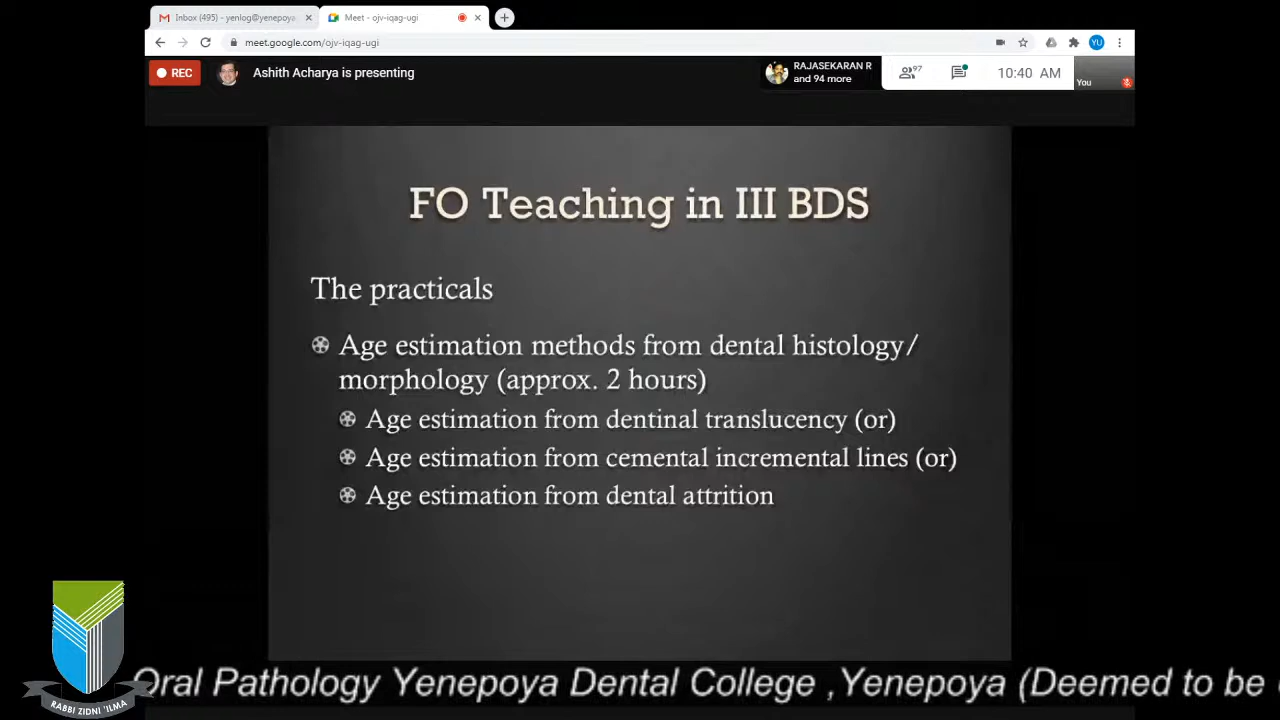 Inbox (495) - yenlog@yenepoya
Meet - ojv-iqag-ugi
meet.google.com/ojv-iqag-ugi
YU
REC
Ashith Acharya is presenting
RAJASEKARAN R
and 94 more
97
10:40 AM
You
FO Teaching in III BDS
The practicals
Age estimation methods from dental histology/
morphology (approx. 2 hours)
Age estimation from dentinal translucency (or)
Age estimation from cemental incremental lines (or)
Age estimation from dental attrition
Oral Pathology Yenepoya Dental College ,Yenepoya (Deemed to be
RABBI ZIDNI 'ILMA